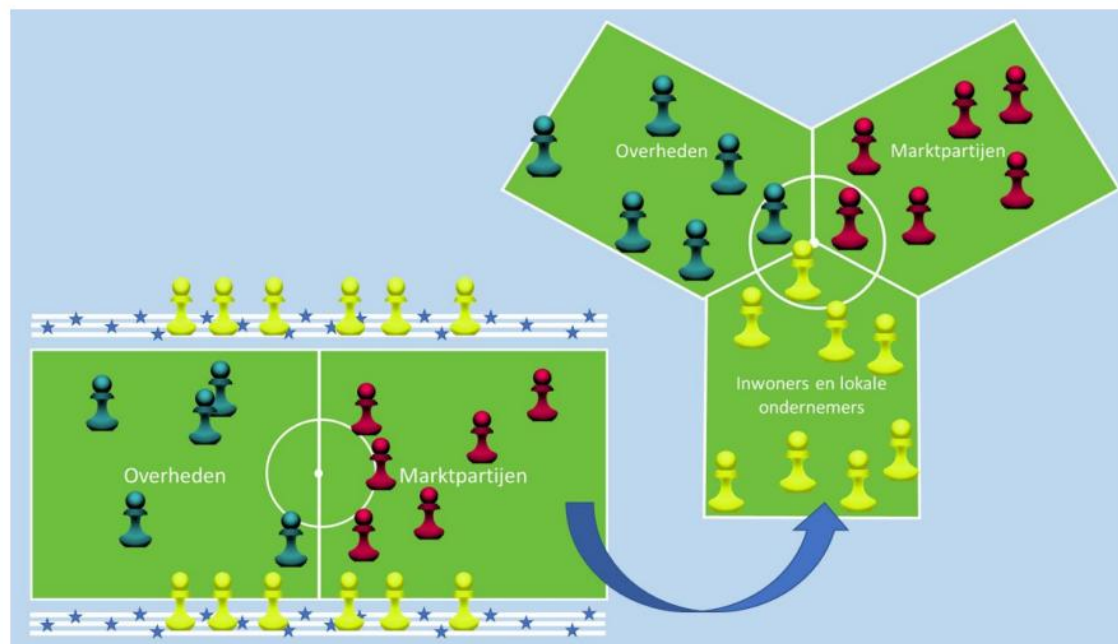 Overheden
Marktpartijen
Inwoners en lokale
ondernemers
Overheden
Marktpartijen